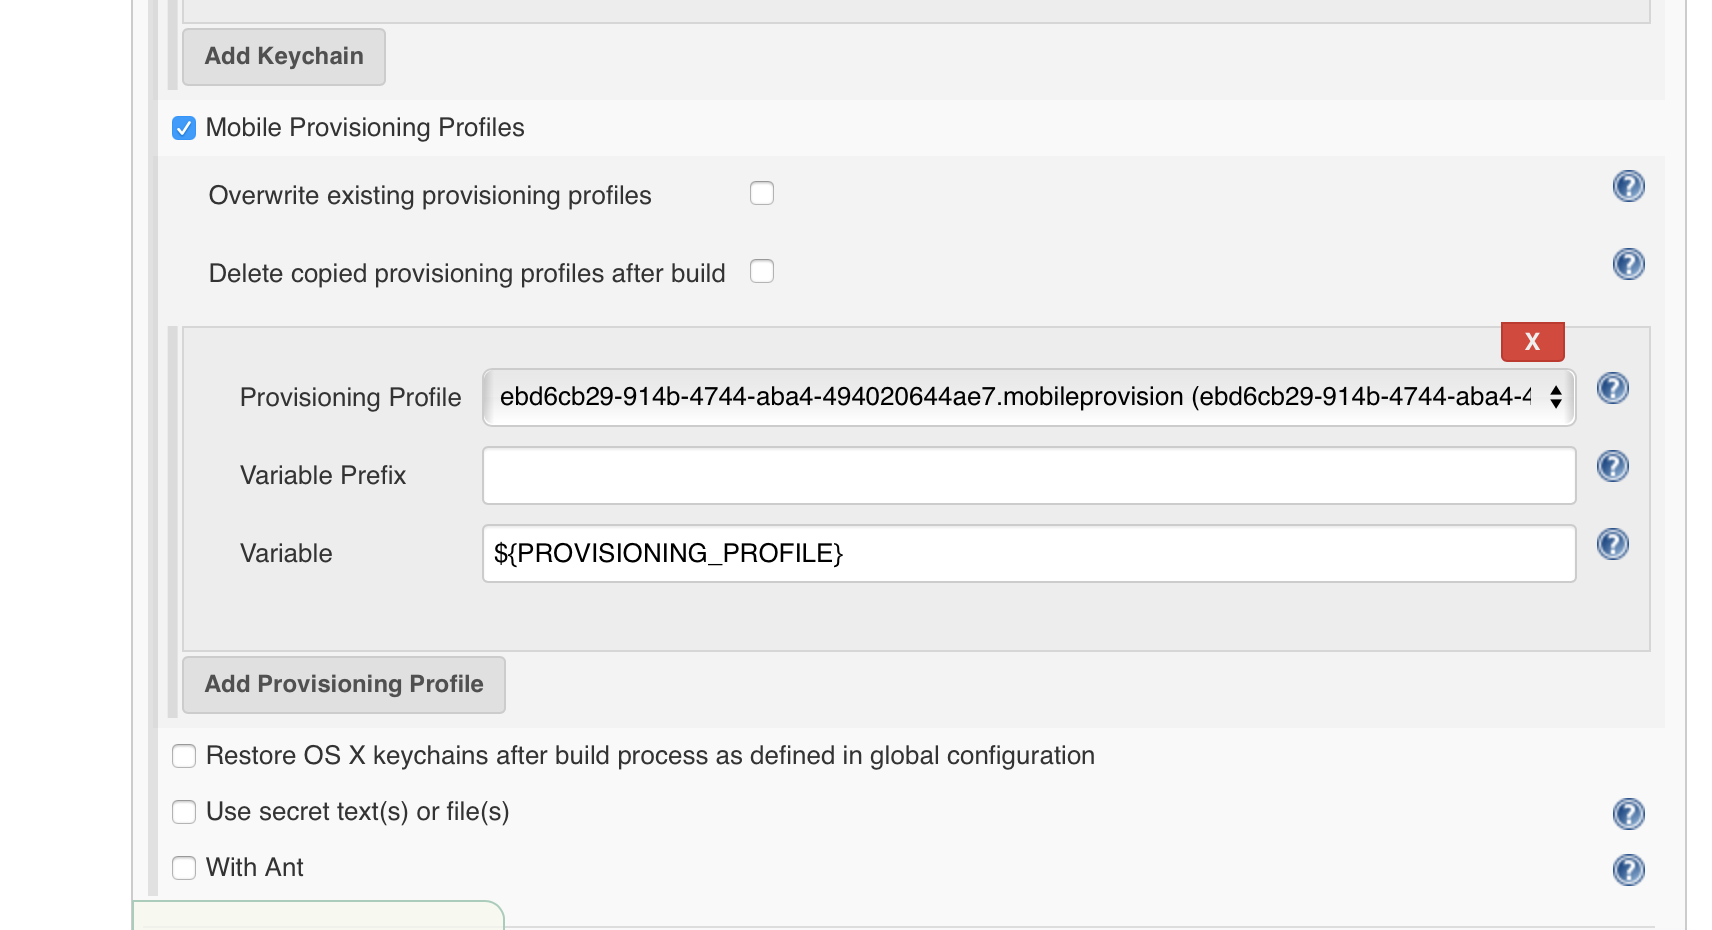 Add Keychain
Mobile Provisioning Profiles
Overwrite existing provisioning profiles
?
Delete copied provisioning profiles after build
?
X
Provisioning Profile
ebd6cb29-914b-4744-aba4-494020644ae7.mobileprovision (ebd6cb29-914b-4744-aba4-4
?
Variable Prefix
?
Variable
${PROVISIONING_PROFILE}
?
Add Provisioning Profile
Restore OS X keychains after build process as defined in global configuration
Use secret text(s) or file(s)
?
With Ant
?